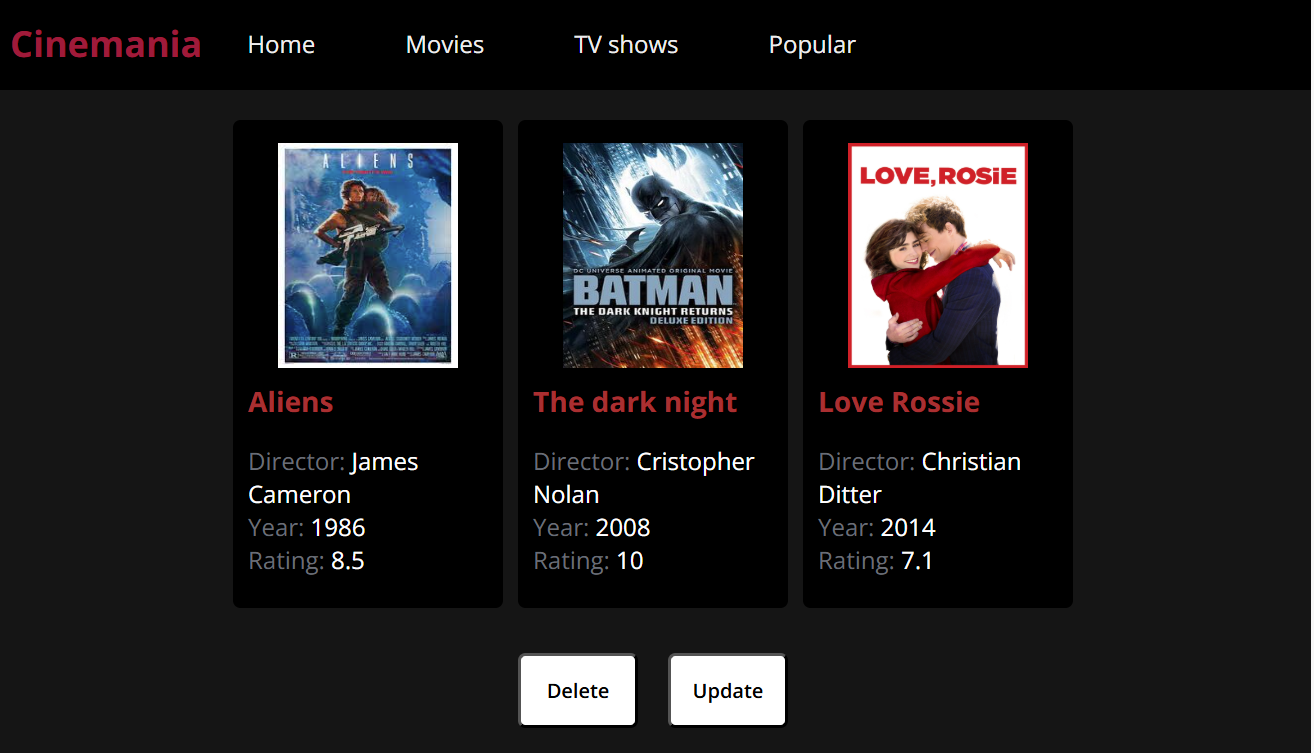 Cinemania Home Movies TV shows Popular
ALIENS
DC UNIVERSE ANIMATED ORIGINAL MOVIE
BATMAN
THE DARK KNIGHT RETURNS
DELUXE EDITION
LOVE, ROSiE
Aliens
Director: James
Cameron
Year: 1986
Rating: 8.5
The dark night
Director: Cristopher
Nolan
Year: 2008
Rating: 10
Love Rossie
Director: Christian
Ditter
Year: 2014
Rating: 7.1
Delete Update